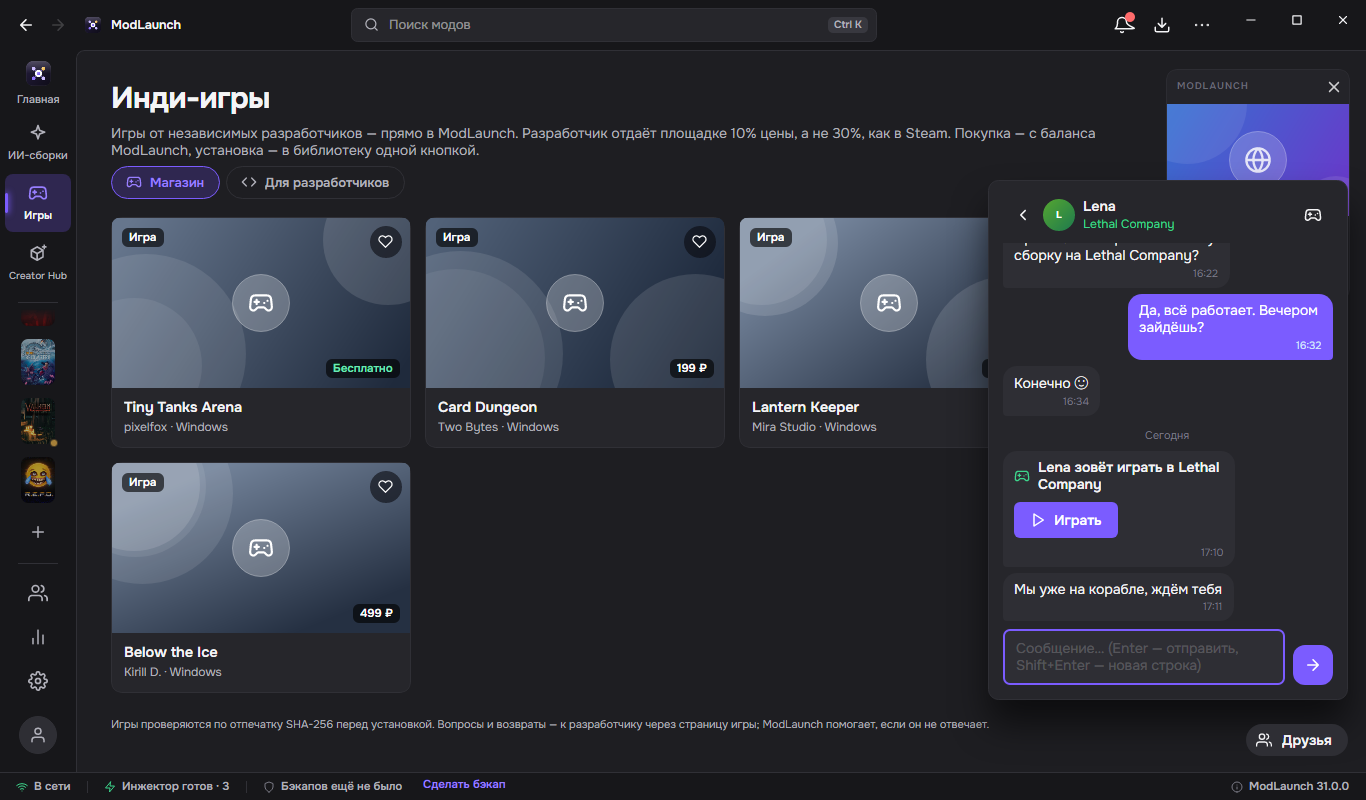 ModLaunch
Поиск модов
Ctrl K
Главная
ИИ-сборки
Игры
Creator Hub
R.E.P.O.
Инди-игры
Игры от независимых разработчиков — прямо в ModLaunch. Разработчик отдаёт площадке 10% цены, а не 30%, как в Steam. Покупка — с баланса
ModLaunch, установка — в библиотеку одной кнопкой.
Магазин
Для разработчиков
Игра
Бесплатно
Tiny Tanks Arena
pixelfox · Windows
Игра
199 ₽
Card Dungeon
Two Bytes · Windows
Игра
Lantern Keeper
Mira Studio · Windows
Игра
499 ₽
Below the Ice
Kirill D. · Windows
Игры проверяются по отпечатку SHA-256 перед установкой. Вопросы и возвраты — к разработчику через страницу игры; ModLaunch помогает, если он не отвечает.
MODLAUNCH
L
Lena
Lethal Company
сборку на Lethal Company?
16:22
Да, всё работает. Вечером
зайдёшь?
16:32
Конечно 🙂
16:34
Сегодня
Lena зовёт играть в Lethal
Company
Играть
17:10
Мы уже на корабле, ждём тебя
17:11
Сообщение... (Enter — отправить,
Shift+Enter — новая строка)
Друзья
В сети
Инжектор готов · 3
Бэкапов ещё не было
Сделать бэкап
ModLaunch 31.0.0